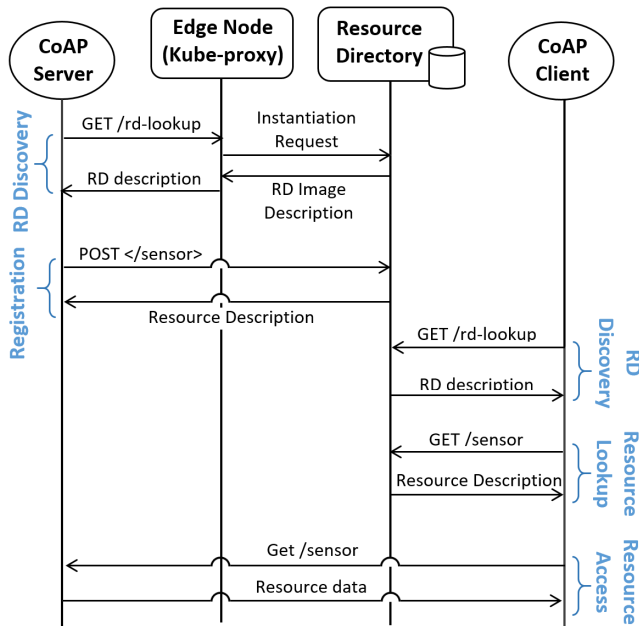 CoAP
Server
Edge Node
(Kube-proxy)
Resource
Directory
CoAP
Client
RD Discovery
GET /rd-lookup
Instantiation
Request
RD description
RD Image
Description
Registration
POST </sensor>
Resource Description
GET /rd-lookup
RD
Discovery
RD description
GET /sensor
Resource
Lookup
Resource Description
Get /sensor
Resource
Access
Resource data